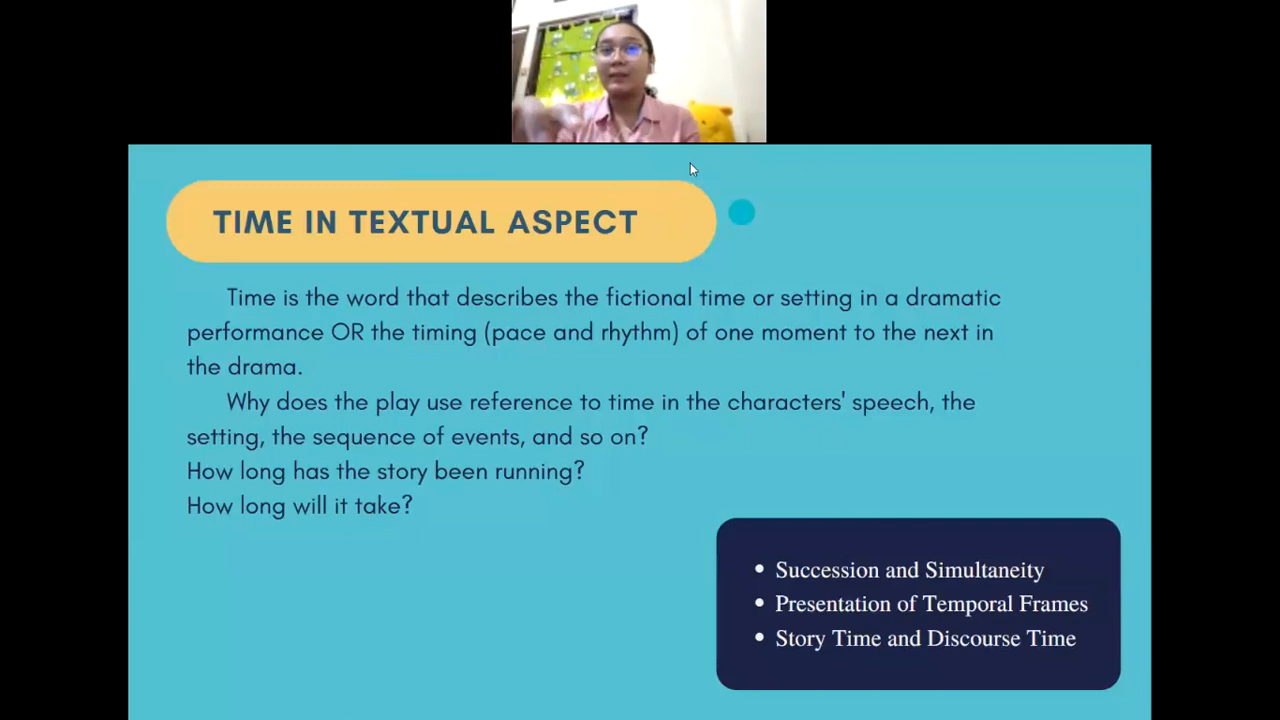 TIME IN TEXTUAL ASPECT
Time is the word that describes the fictional time or setting in a dramatic
performance OR the timing (pace and rhythm) of one moment to the next in
the drama.
Why does the play use reference to time in the characters' speech, the
setting, the sequence of events, and so on?
How long has the story been running?
How long will it take?
• Succession and Simultaneity
• Presentation of Temporal Frames
• Story Time and Discourse Time